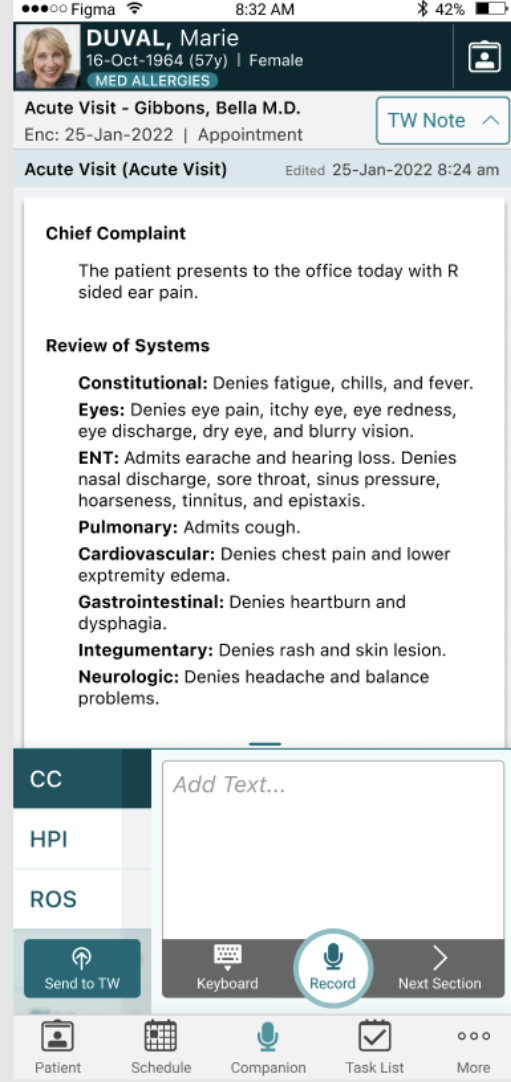 Figma 8:32 AM 42%
DUVAL, Marie
16-Oct-1964 (57y) | Female
MED ALLERGIES
Acute Visit - Gibbons, Bella M.D.
Enc: 25-Jan-2022 | Appointment
TW Note
Acute Visit (Acute Visit) Edited 25-Jan-2022 8:24 am
Chief Complaint
The patient presents to the office today with R
sided ear pain.
Review of Systems
Constitutional: Denies fatigue, chills, and fever.
Eyes: Denies eye pain, itchy eye, eye redness,
eye discharge, dry eye, and blurry vision.
ENT: Admits earache and hearing loss. Denies
nasal discharge, sore throat, sinus pressure,
hoarseness, tinnitus, and epistaxis.
Pulmonary: Admits cough.
Cardiovascular: Denies chest pain and lower
exptremity edema.
Gastrointestinal: Denies heartburn and
dysphagia.
Integumentary: Denies rash and skin lesion.
Neurologic: Denies headache and balance
problems.
CC
HPI
ROS
Send to TW
Add Text...
Keyboard
Record
Next Section
Patient
Schedule
Companion
Task List
More